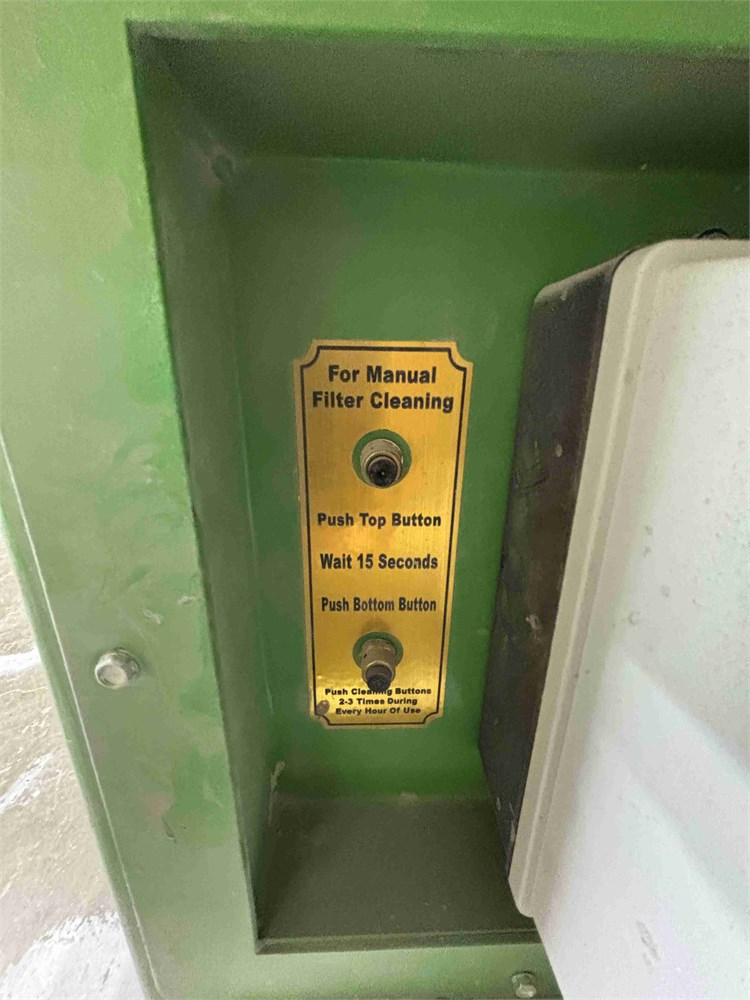 For Manual
Filter Cleaning
Push Top Button
Wait 15 Seconds
Push Bottom Button
Push Cleaning Buttons
2-3 Times During
Every Hour Of Use